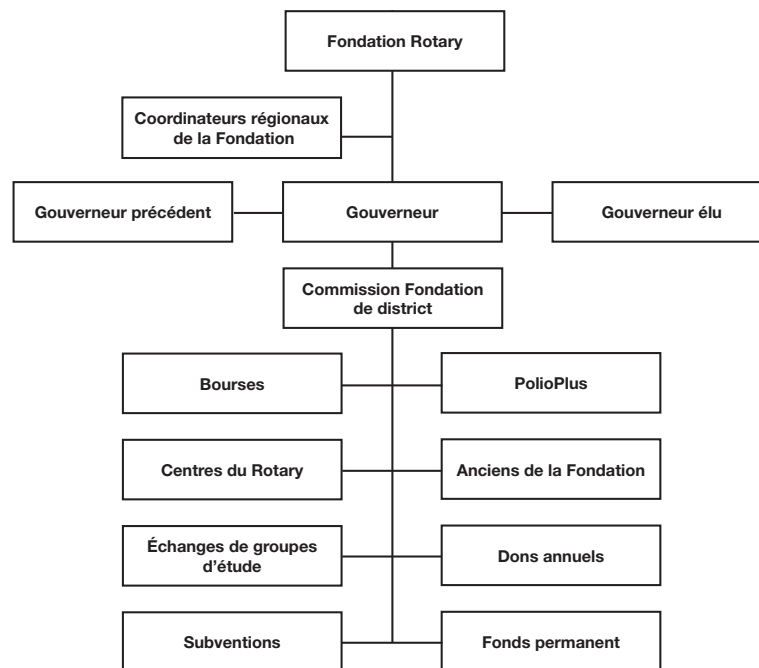 Fondation Rotary
Coordinateurs régionaux
de la Fondation
Gouverneur précédent
Gouverneur
Gouverneur élu
Commission Fondation
de district
Bourses
PolioPlus
Centres du Rotary
Anciens de la Fondation
Échanges de groupes
d’étude
Dons annuels
Subventions
Fonds permanent